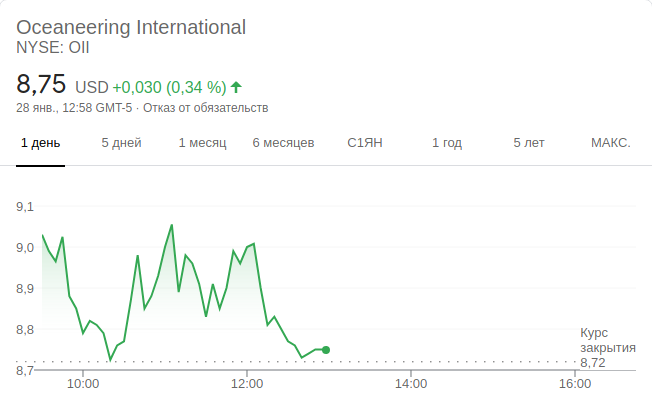 Oceaneering International
NYSE: OII
8,75 USD +0,030 (0,34 %)
28 янв., 12:58 GMT-5 · Отказ от обязательств
1 день 5 дней 1 месяц 6 месяцев С1ЯН 1 год 5 лет МАКС.
9,1
9,0
8,9
8,8
8,7
Курс
закрытия
8,72
10:00 12:00 14:00 16:00